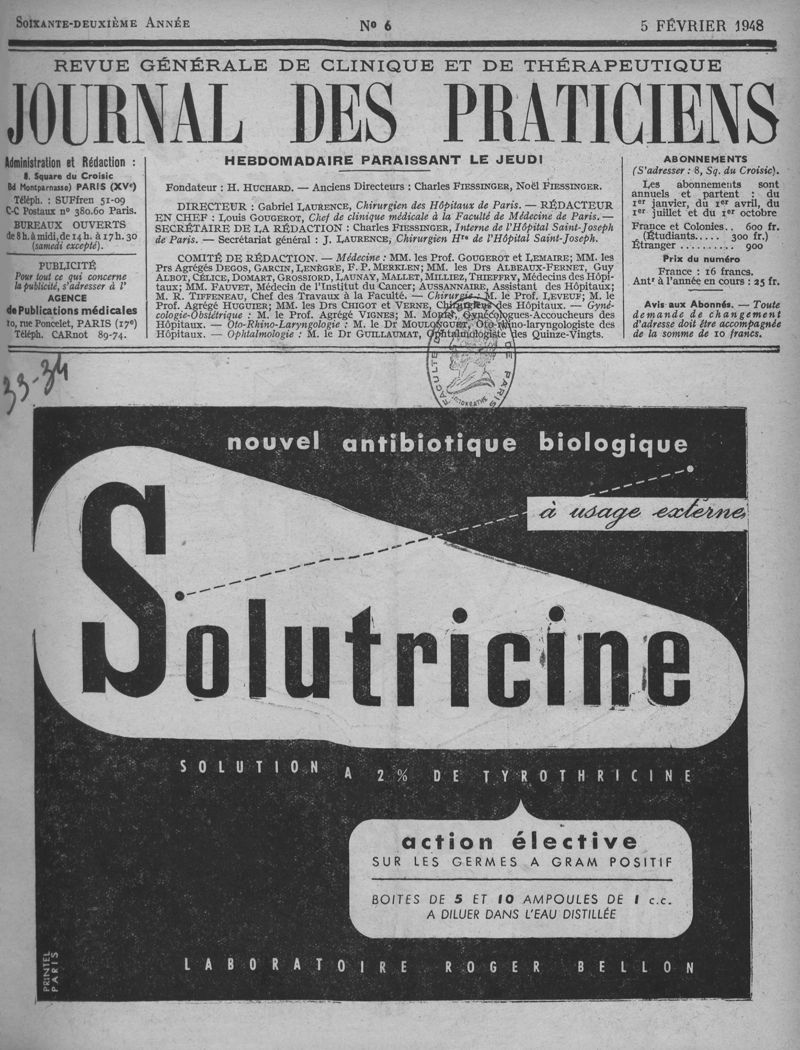 SOIXANTE-DEUXIÈME ANNÉE
Nº 6
5 FÉVRIER 1948
REVUE GÉNÉRALE DE CLINIQUE ET DE THÉRAPEUTIQUE
JOURNAL DES PRATICIENS
Administration et Rédaction :
8, Square du Croisic
Bd Montparnasse) PARIS (XVe)
Téléph. : SUFfren 51-09
C-C Postaux nº 380.60 Paris.
BUREAUX OUVERTS
de 8 h. à midi, de 14 h. à 17 h. 30
(samedi excepté).
PUBLICITÉ
Pour tout ce qui concerne
la publicité, s'adresser à l'
AGENCE
de Publications médicales
10, rue Poncelet, PARIS (17e)
Téléph. CARnot 89-74.
HEBDOMADAIRE PARAISSANT LE JEUDI
Fondateur : H. HUCHARD. — Anciens Directeurs : Charles FIESSINGER, Noël FIESSINGER.
DIRECTEUR : Gabriel LAURENCE, Chirurgien des Hôpitaux de Paris. — RÉDACTEUR
EN CHEF : Louis GOUGEROT, Chef de clinique médicale à la Faculté de Médecine de Paris. —
SECRÉTAIRE DE LA RÉDACTION : Charles FIESSINGER, Interne de l'Hôpital Saint-Joseph
de Paris. — Secrétariat général : J. LAURENCE, Chirurgien Hre de l'Hôpital Saint-Joseph.
COMITÉ DE RÉDACTION. — Médecine : MM. les Prof. GOUGEROT et LEMAIRE; MM. les
Prs Agrégés DEGOS, GARCIN, LENÈGRE, F. P. MERKLEN; MM. les DRS ALBEAUX-FERNET, Guy
ALBOT, CÉLICE, DOMART, GROSSIORD, LAUNAY, MALLET, MILLIEZ, THIEFFRY, Médecins des Hôpi-
taux; MM. FAUVET, Médecin de l'Institut du Cancer; AUSSANNAIRE, Assistant des Hôpitaux;
M. R. TIFFENEAU, Chef des Travaux à la Faculté. — Chirurgie : M. le Prof. LEVEUF; M. le
Prof. Agrégé HUGUIER; MM. les DRS CHIGOT et VERNE, Chirurgiens des Hôpitaux. — Gyné-
cologie-Obstétrique : M. le Prof. Agrégé VIGNES; M. MOREL, Gynécologues-Accoucheurs des
Hôpitaux. — Oto-Rhino-Laryngologie : M. le Dr MOULONGUET, Oto-rhino-laryngologiste des
Hôpitaux. — Ophtalmologie : M. le Dr GUILLAUMAT, Ophtalmologiste des Quinze-Vingts.
ABONNEMENTS
(S'adresser : 8, Sq. du Croisic).
Les abonnements sont
annuels et partent : du
1er janvier, du 1er avril, du
1er juillet et du 1er octobre
France et Colonies.. 600 fr.
(Étudiants..... 300 fr.)
Étranger .......... 900
Prix du numéro
France : 16 francs.
Antr à l'année en cours : 25 fr.
Avis aux Abonnés. — Toute
demande de changement
d'adresse doit être accompagnée
de la somme de 10 francs.
FACULTÉ DE PARIS
33-34
nouvel antibiotique biologique
à usage externe
Solutricine
SOLUTION A 2% DE TYROTHRICINE
action élective
SUR LES GERMES A GRAM POSITIF
BOITES DE 5 ET 10 AMPOULES DE 1 c.c.
A DILUER DANS L'EAU DISTILLÉE
LABORATOIRE ROGER BELLON
PRINTEL
PARIS